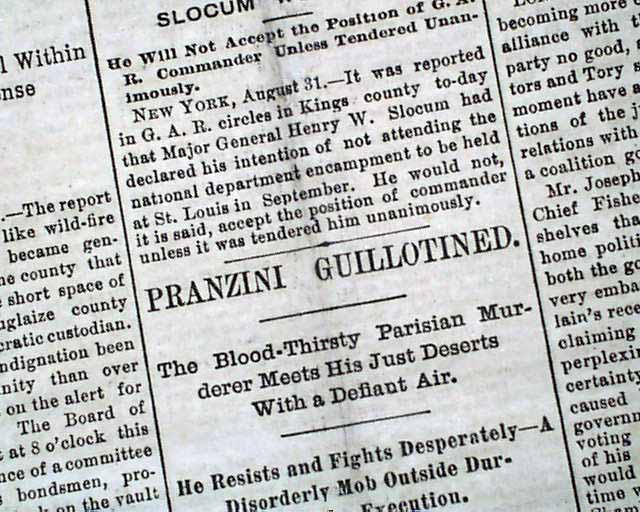 l Within
nse
.—The report
like wild-fire
became gen-
he county that
short space of
uglaize county
cratic custodian.
ndignation been
nity than over
on the alert for
The Board of
at 8 o'clock this
nce of a committee
bondsmen, pro-
on the vault
SLOCUM
He Will Not Accept the Position of G. A.
R. Commander Unless Tendered Unan-
imously.
NEW YORK, August 31.—It was reported
in G. A. R. circles in Kings county to-day
that Major General Henry W. Slocum had
declared his intention of not attending the
national department encampment to be held
at St. Louis in September. He would not,
it is said, accept the position of commander
unless it was tendered him unanimously.
PRANZINI GUILLOTINED.
The Blood-Thirsty Parisian Mur-
derer Meets His Just Deserts
With a Defiant Air.
He Resists and Fights Desperately—A
Disorderly Mob Outside Dur-
Execution.
becoming more
alliance with
party no good,
tors and Tory
moment have a
tions of the
relations with
a coalition go
Mr. Joseph
Chief Fishe
shelves tha
home polit
both the go
very emba
lain's rece
claiming
perplexin
certainty
caused
governm
voting
of his
would
time w